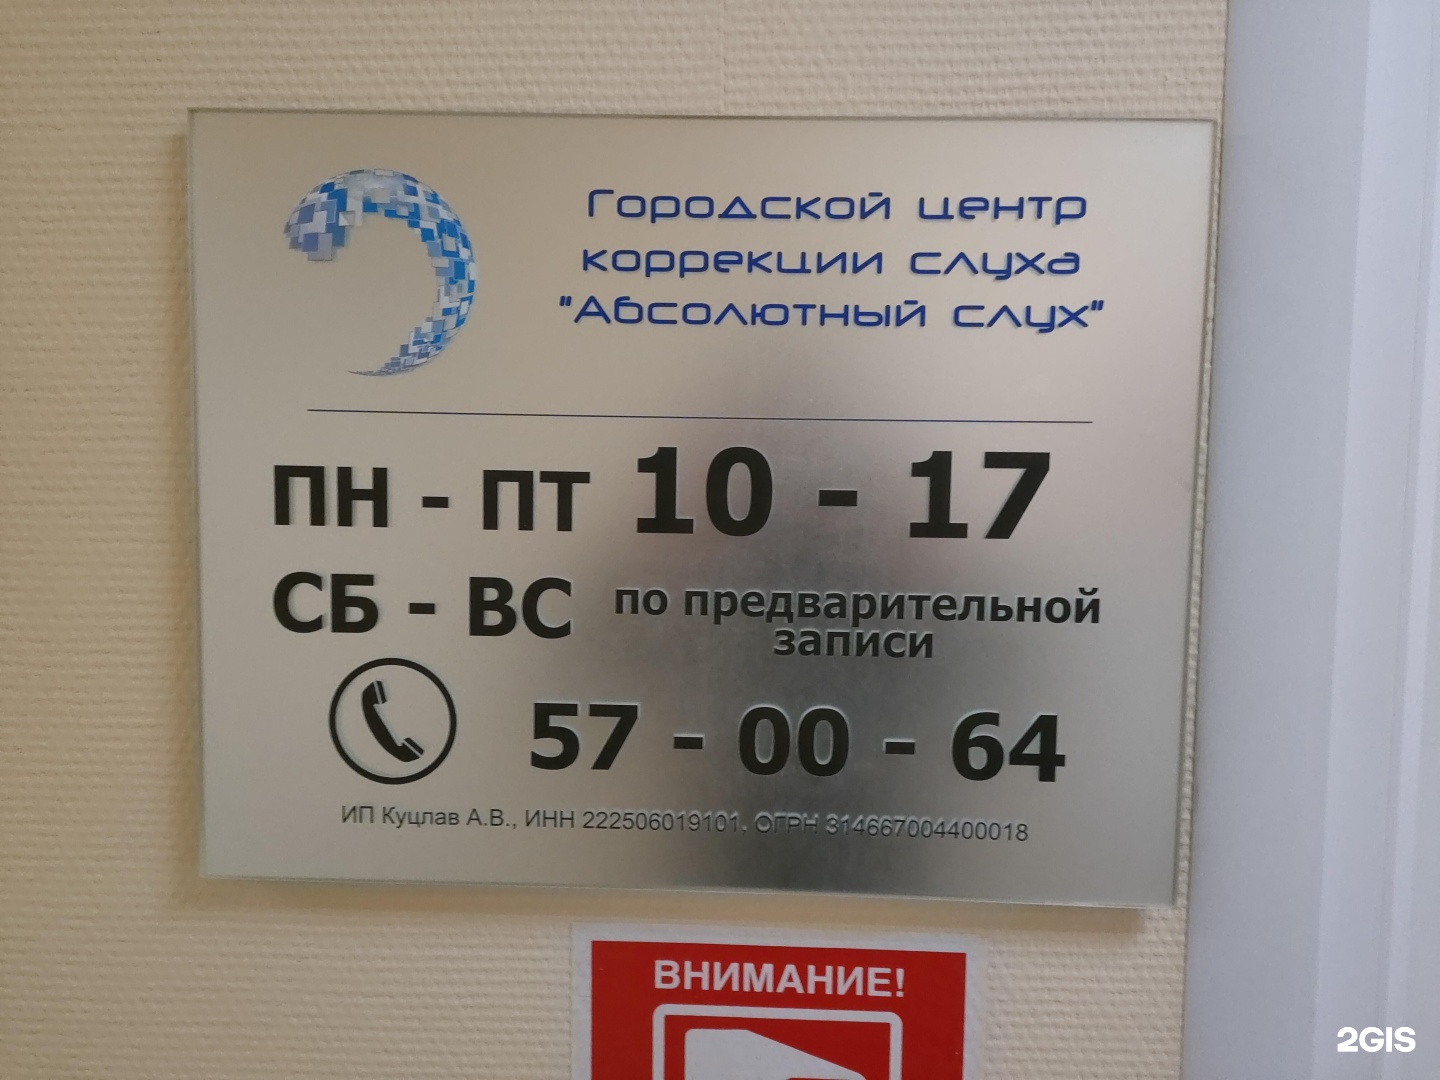 Городской центр
коррекции слуха
"Абсолютный слух"
ПН - ПТ 10 - 17
СБ - ВС по предварительной
записи
57 - 00 - 64
ИП Куцлав А.В., ИНН 222506019101. ОГРН 314667004400018
ВНИМАНИЕ!
2GIS